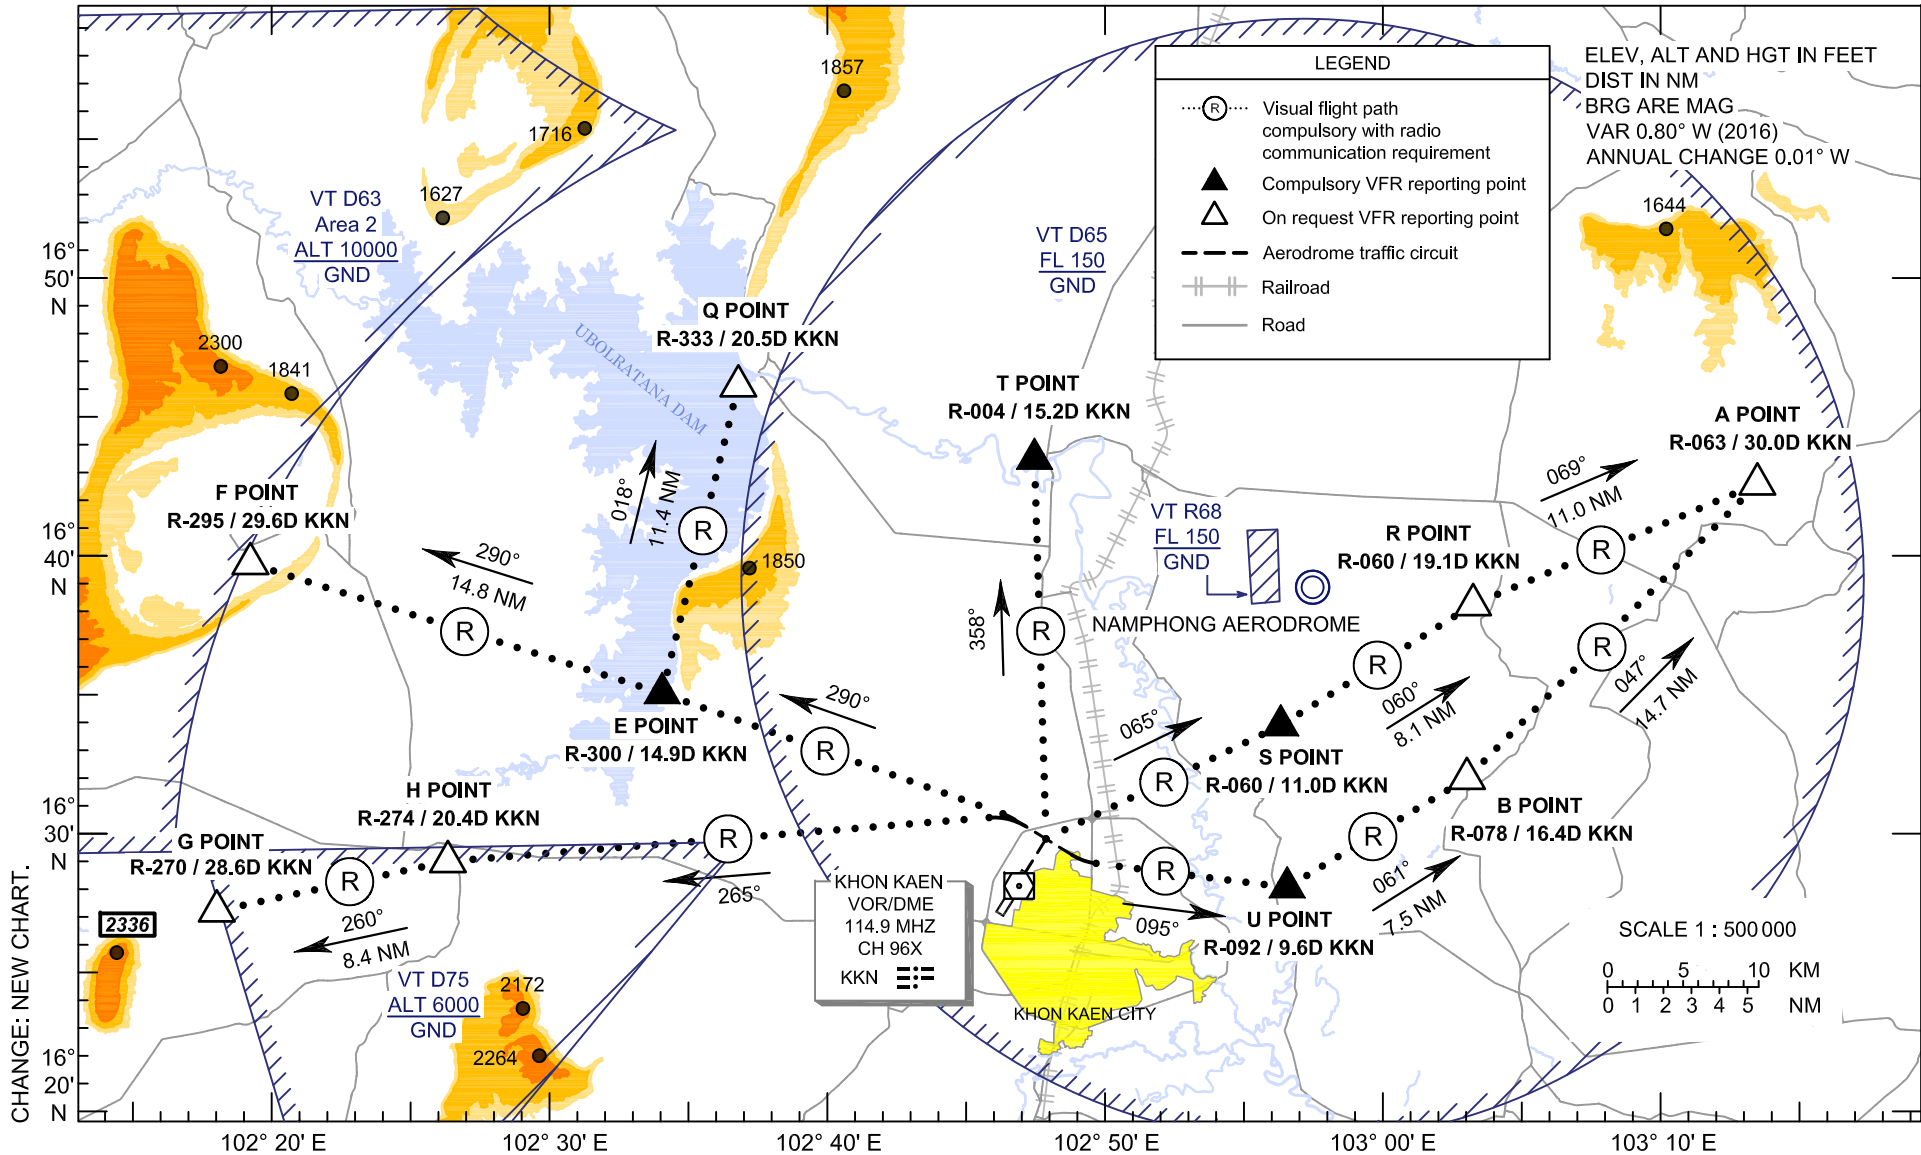 LEGEND
R
Visual flight path
compulsory with radio
communication requirement
Compulsory VFR reporting point
On request VFR reporting point
Aerodrome traffic circuit
Railroad
Road
ELEV, ALT AND HGT IN FEET
DIST IN NM
BRG ARE MAG
VAR 0.80° W (2016)
ANNUAL CHANGE 0.01° W
1857
1716
1627
1644
VT D63
Area 2
ALT 10000
GND
VT D65
FL 150
GND
16°
50'
N
Q POINT
R-333 / 20.5D KKN
UBOLRATANA DAM
2300
1841
T POINT
R-004 / 15.2D KKN
A POINT
R-063 / 30.0D KKN
F POINT
R-295 / 29.6D KKN
018°
11.4 NM
R
069°
11.0 NM
R
VT R68
FL 150
GND
R POINT
R-060 / 19.1D KKN
16°
40'
N
290°
14.8 NM
R
1850
NAMPHONG AERODROME
358°
R
R
060°
8.1 NM
R
047°
14.7 NM
E POINT
R-300 / 14.9D KKN
290°
R
065°
R
S POINT
R-060 / 11.0D KKN
H POINT
R-274 / 20.4D KKN
16°
30'
N
G POINT
R-270 / 28.6D KKN
R
R
265°
260°
8.4 NM
B POINT
R-078 / 16.4D KKN
R
061°
7.5 NM
R
095°
U POINT
R-092 / 9.6D KKN
KHON KAEN
VOR/DME
114.9 MHZ
CH 96X
KKN
2336
VT D75
ALT 6000
GND
2172
2264
KHON KAEN CITY
SCALE 1 : 500 000
0 5 10 KM
0 1 2 3 4 5 NM
16°
20'
N
102° 20' E
102° 30' E
102° 40' E
102° 50' E
103° 00' E
103° 10' E
CHANGE: NEW CHART.